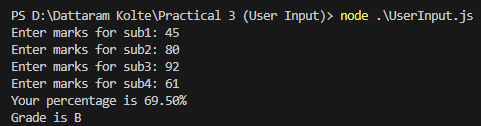 PS D:\Dattaram Kolte\Practical 3 (User Input)> node .\UserInput.js
Enter marks for sub1: 45
Enter marks for sub2: 80
Enter marks for sub3: 92
Enter marks for sub4: 61
Your percentage is 69.50%
Grade is B